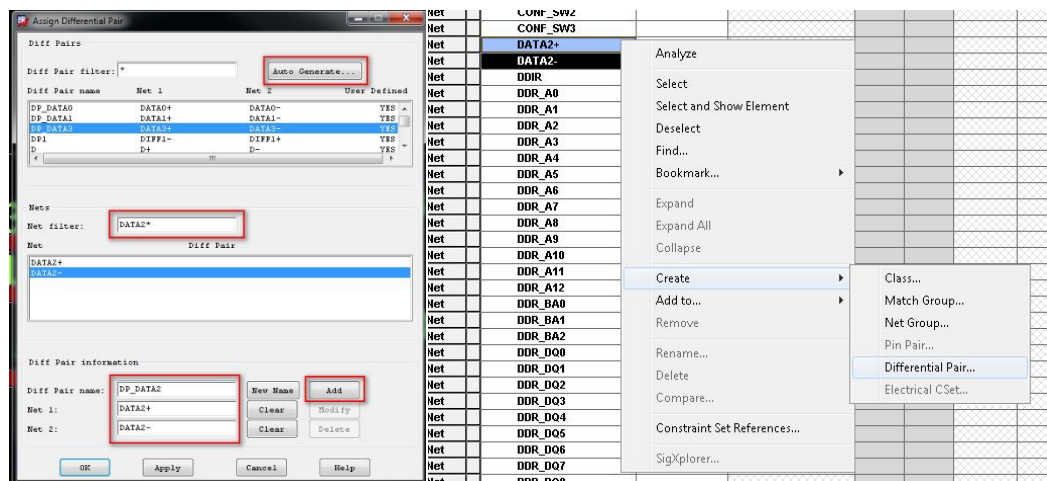 Assign Differential Pair
Diff Pairs
Diff Pair filter: *
Auto Generate...
Diff Pair name Net 1 Net 2 User Defined
DP_DATA0 DATA0+ DATA0- YES
DP_DATA1 DATA1+ DATA1- YES
DP_DATA3 DATA3+ DATA3- YES
DP1 DIFF1- DIFF1+ YES
D D+ D- YES
Nets
Net filter: DATA2*
Net Diff Pair
DATA2+
DATA2-
Diff Pair information
Diff Pair name: DP_DATA2 New Name Add
Net 1: DATA2+ Clear Modify
Net 2: DATA2- Clear Delete
OK Apply Cancel Help
Net CONF_SW2
Net CONF_SW3
Net DATA2+
Net DATA2-
Net DDIR
Net DDR_A0
Net DDR_A1
Net DDR_A2
Net DDR_A3
Net DDR_A4
Net DDR_A5
Net DDR_A6
Net DDR_A7
Net DDR_A8
Net DDR_A9
Net DDR_A10
Net DDR_A11
Net DDR_A12
Net DDR_BA0
Net DDR_BA1
Net DDR_BA2
Net DDR_DQ0
Net DDR_DQ1
Net DDR_DQ2
Net DDR_DQ3
Net DDR_DQ4
Net DDR_DQ5
Net DDR_DQ6
Net DDR_DQ7
Net DDR_DQ8
Analyze
Select
Select and Show Element
Deselect
Find...
Bookmark...
Expand
Expand All
Collapse
Create
Add to...
Remove
Rename...
Delete
Compare...
Constraint Set References...
SigXplorer...
Class...
Match Group...
Net Group...
Pin Pair...
Differential Pair...
Electrical CSet...